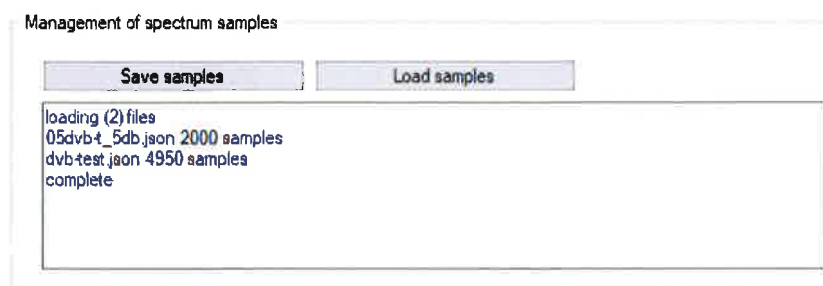 Management of spectrum samples
Save samples
Load samples
loading (2) files
05dvb-t_5db.json 2000 samples
dvb-test.json 4950 samples
complete